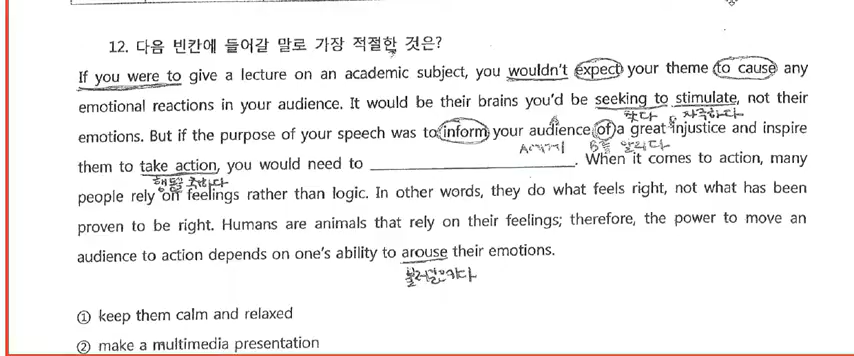 12. 다음 빈칸에 들어갈 말로 가장 적절한 것은?
If you were to give a lecture on an academic subject, you wouldn't expect your theme to cause any
emotional reactions in your audience. It would be their brains you'd be seeking to stimulate, not their
찾다 자극하다
emotions. But if the purpose of your speech was to inform your audience of a great injustice and inspire
A에게 B를 알리다
them to take action, you would need to ____________________. When it comes to action, many
행동을 취하다
people rely on feelings rather than logic. In other words, they do what feels right, not what has been
proven to be right. Humans are animals that rely on their feelings; therefore, the power to move an
audience to action depends on one's ability to arouse their emotions.
불러일으키다
① keep them calm and relaxed
② make a multimedia presentation